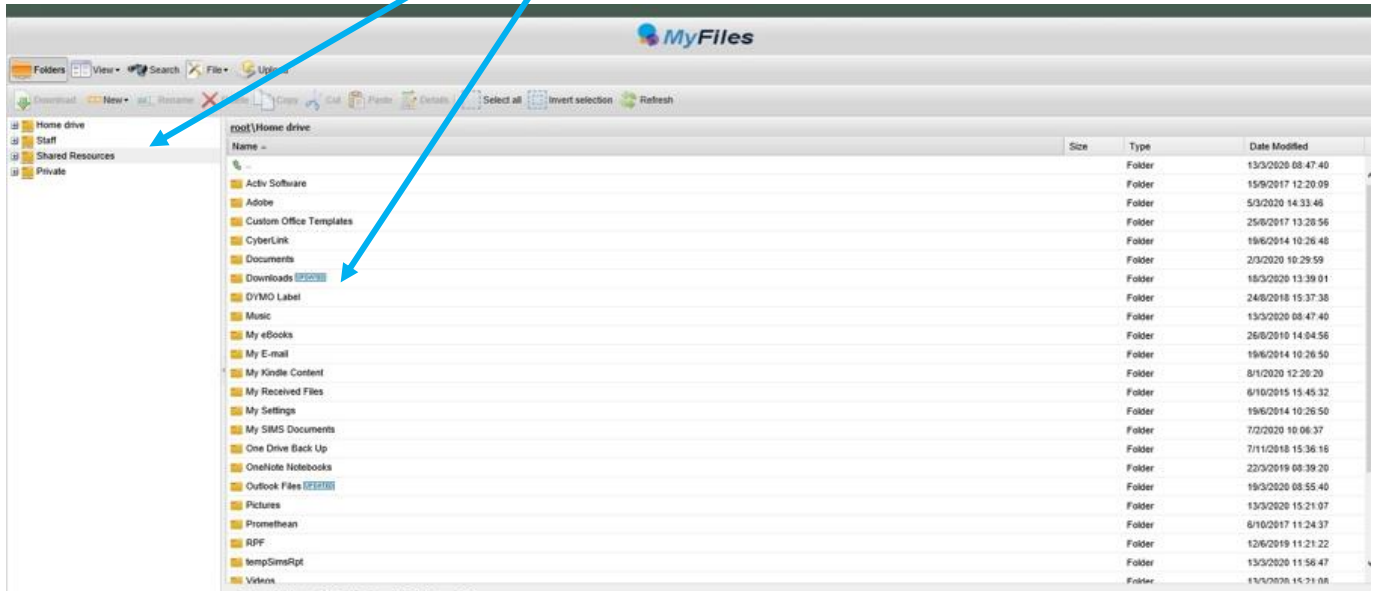 MyFiles
Folders View Search File Upload
Download New Rename Delete Copy Cut Paste Details Select all Invert selection Refresh
Home drive
Staff
Shared Resources
Private
root\Home drive
Name Size Type Date Modified
.. Folder 13/3/2020 08:47:40
Activ Software Folder 15/9/2017 12:20:09
Adobe Folder 5/3/2020 14:33:46
Custom Office Templates Folder 25/8/2017 13:28:56
CyberLink Folder 19/6/2014 10:26:48
Documents Folder 2/3/2020 10:29:59
Downloads UPDATED Folder 18/3/2020 13:39:01
DYMO Label Folder 24/8/2018 15:37:38
Music Folder 13/3/2020 08:47:40
My eBooks Folder 26/8/2010 14:04:56
My E-mail Folder 19/6/2014 10:26:50
My Kindle Content Folder 8/1/2020 12:20:20
My Received Files Folder 6/10/2015 15:45:32
My Settings Folder 19/6/2014 10:26:50
My SIMS Documents Folder 7/2/2020 10:06:37
One Drive Back Up Folder 7/11/2018 15:36:16
OneNote Notebooks Folder 22/3/2019 08:39:20
Outlook Files UPDATED Folder 19/3/2020 08:55:40
Pictures Folder 13/3/2020 15:21:07
Promethean Folder 6/10/2017 11:24:37
RPF Folder 12/6/2019 11:21:22
tempSimsRpt Folder 13/3/2020 11:56:47
Videos Folder 13/3/2020 15:21:08